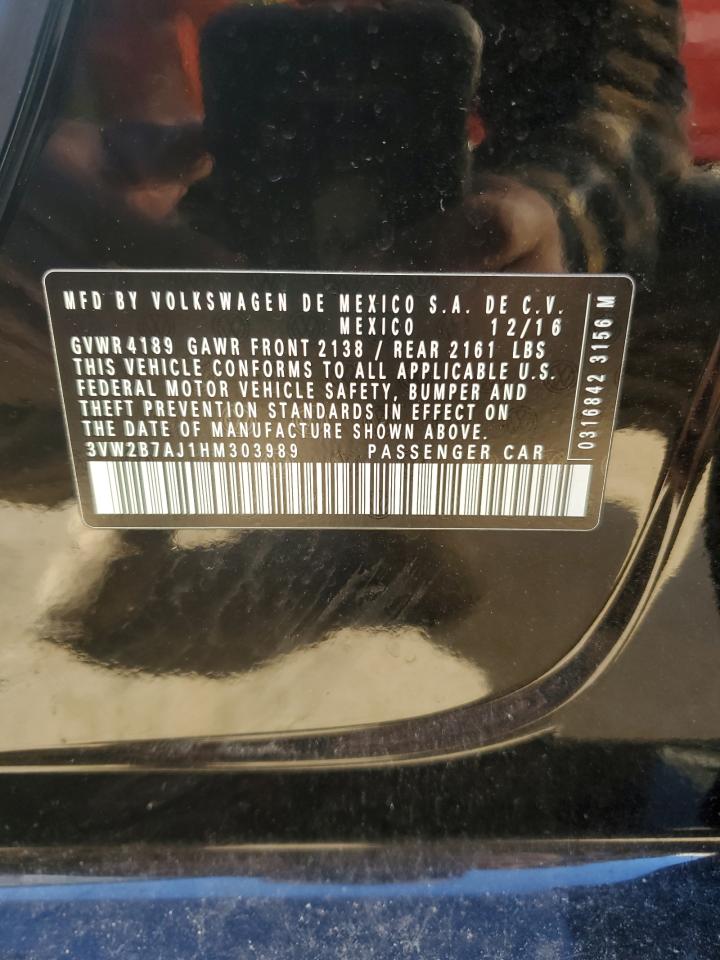 MFD BY VOLKSWAGEN DE MEXICO S.A. DE C.V.
MEXICO 12/16
GVWR 4189 GAWR FRONT 2138 / REAR 2161 LBS
THIS VEHICLE CONFORMS TO ALL APPLICABLE U.S.
FEDERAL MOTOR VEHICLE SAFETY, BUMPER AND
THEFT PREVENTION STANDARDS IN EFFECT ON
THE DATE OF MANUFACTURE SHOWN ABOVE.
3VW2B7AJ1HM303989 PASSENGER CAR
0316842 3156 M